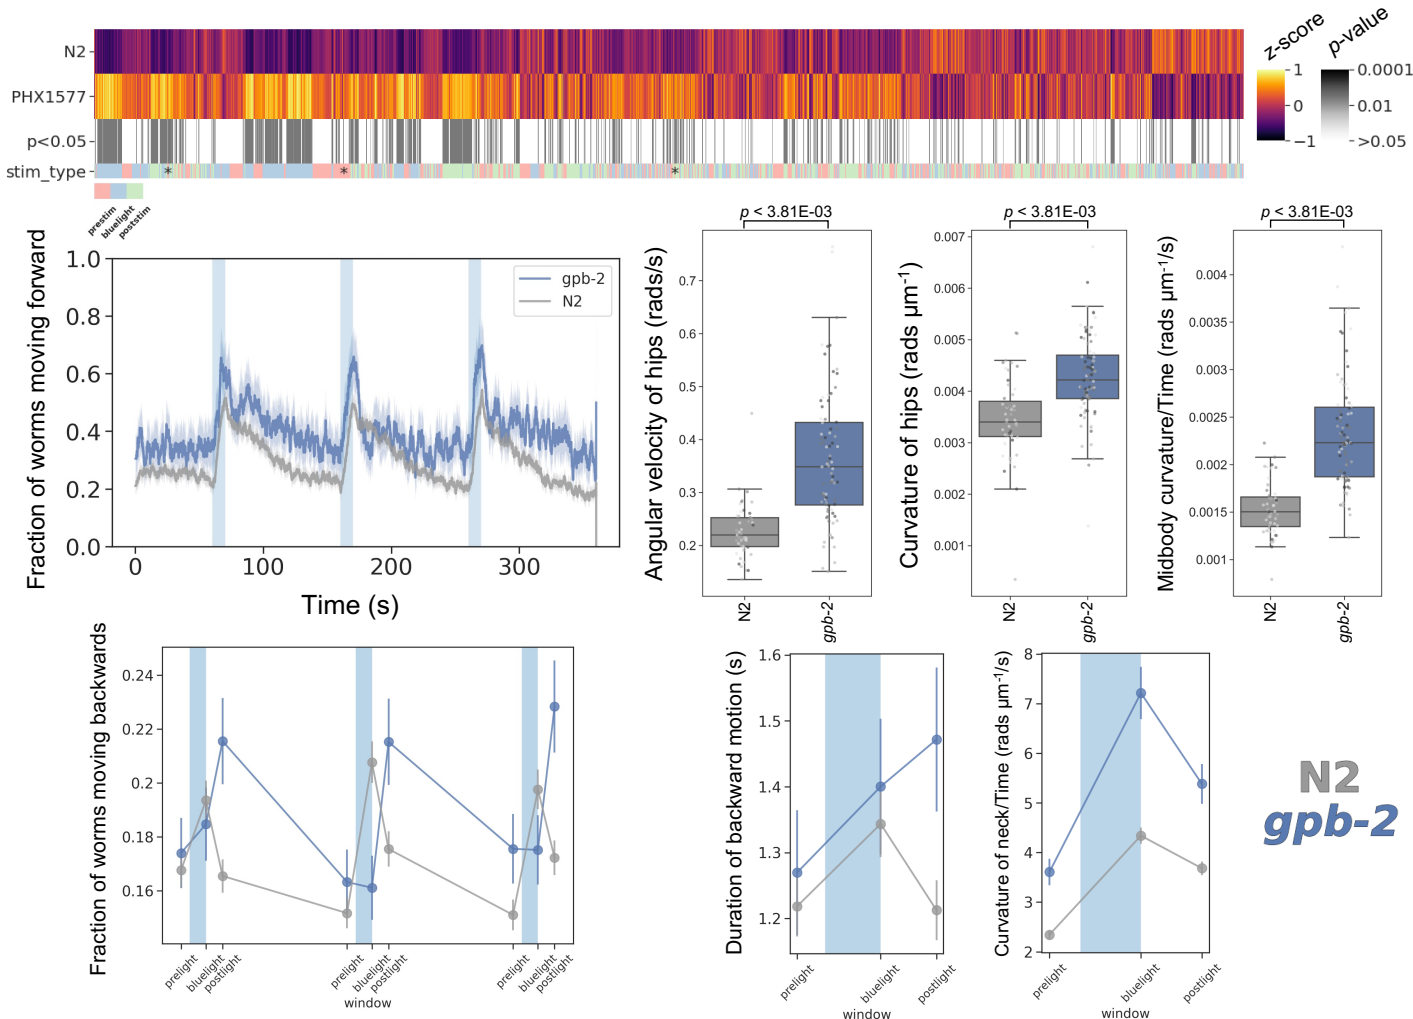 z-score
p-value
N2
PHX1577
p<0.05
stim_type
* * *
1
0
−1
0.0001
0.01
>0.05
prestim
bluelight
poststim
Fraction of worms moving forward
1.0
0.8
0.6
0.4
0.2
0.0
0 100 200 300
Time (s)
gpb-2
N2
p < 3.81E-03
Angular velocity of hips (rads/s)
0.7
0.6
0.5
0.4
0.3
0.2
N2
gpb-2
p < 3.81E-03
Curvature of hips (rads µm⁻¹)
0.007
0.006
0.005
0.004
0.003
0.002
0.001
N2
gpb-2
p < 3.81E-03
Midbody curvature/Time (rads µm⁻¹/s)
0.004
0.0035
0.003
0.0025
0.002
0.0015
0.001
N2
gpb-2
Fraction of worms moving backwards
0.24
0.22
0.2
0.18
0.16
prelight
bluelight
postlight
prelight
bluelight
postlight
prelight
bluelight
postlight
window
Duration of backward motion (s)
1.6
1.5
1.4
1.3
1.2
prelight
bluelight
postlight
window
Curvature of neck/Time (rads µm⁻¹/s)
8
7
6
5
4
3
2
prelight
bluelight
postlight
window
N2
gpb-2